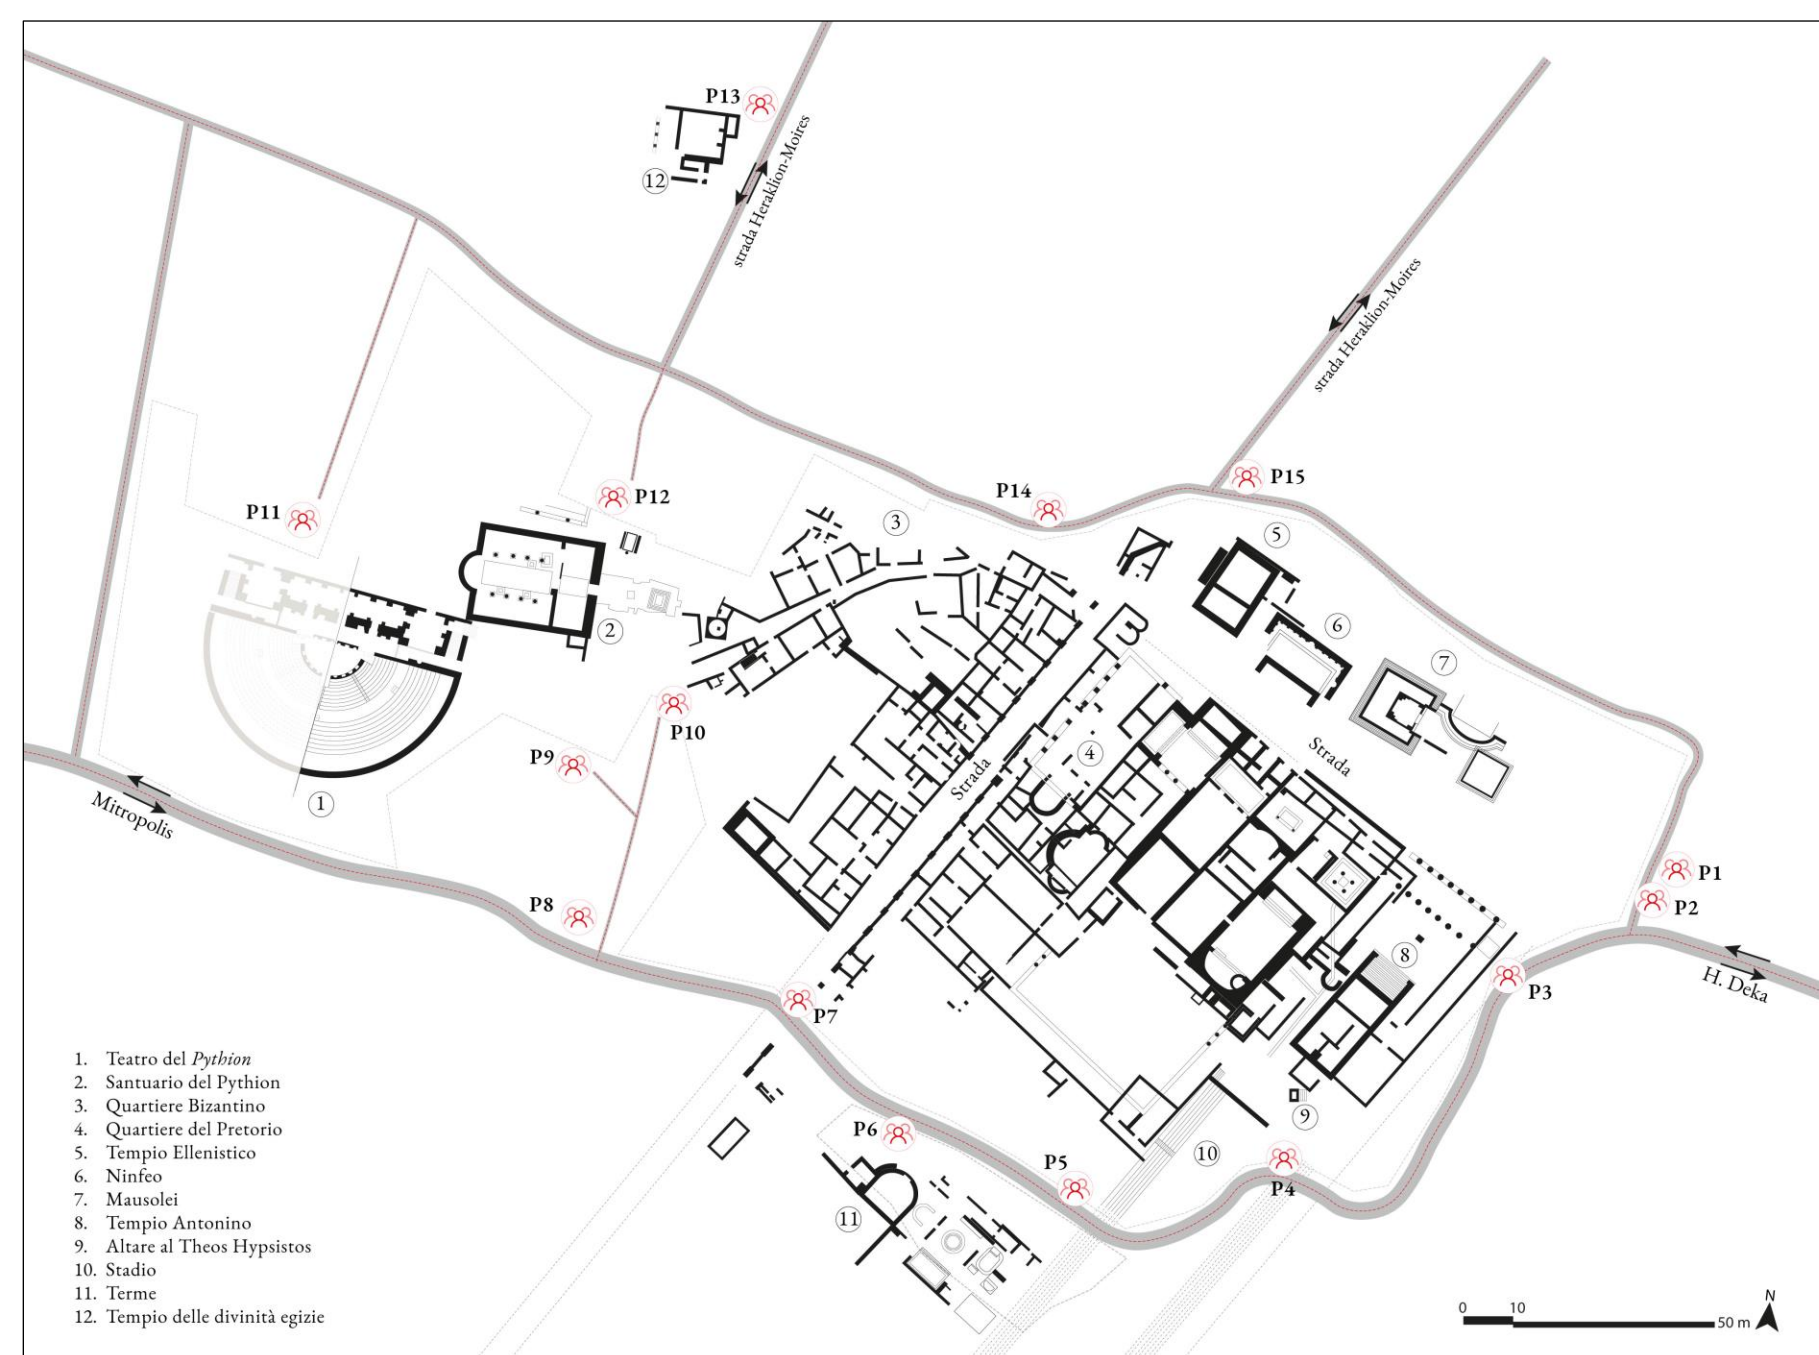 P13
12
strada Heraklion-Moires
strada Heraklion-Moires
P11
P12
P14
P15
3
5
2
6
7
P10
P9
4
Strada
Strada
1
Mitropolis
P8
P1
P2
8
P3
H. Deka
P7
9
P6
P5
10
P4
11
1. Teatro del Pythion
2. Santuario del Pythion
3. Quartiere Bizantino
4. Quartiere del Pretorio
5. Tempio Ellenistico
6. Ninfeo
7. Mausolei
8. Tempio Antonino
9. Altare al Theos Hypsistos
10. Stadio
11. Terme
12. Tempio delle divinità egizie
0 10 50 m
N